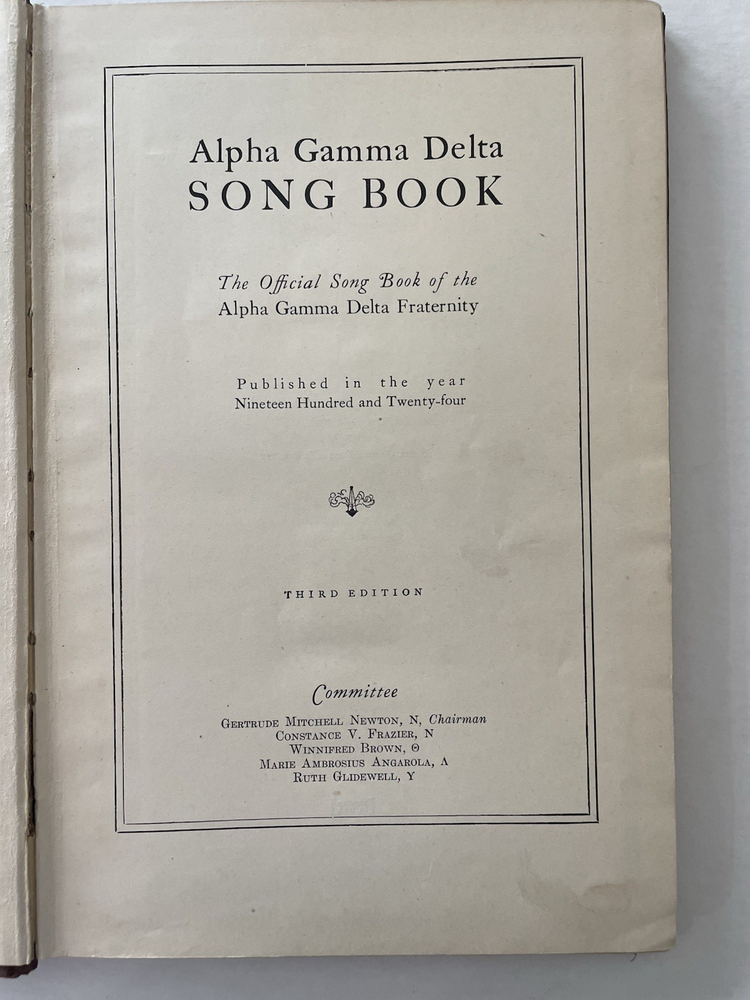 Alpha Gamma Delta
SONG BOOK
The Official Song Book of the
Alpha Gamma Delta Fraternity
Published in the year
Nineteen Hundred and Twenty-four
THIRD EDITION
Committee
GERTRUDE MITCHELL NEWTON, N, Chairman
CONSTANCE V. FRAZIER, N
WINNIFRED BROWN, Θ
MARIE AMBROSIUS ANGAROLA, Λ
RUTH GLIDEWELL, Υ